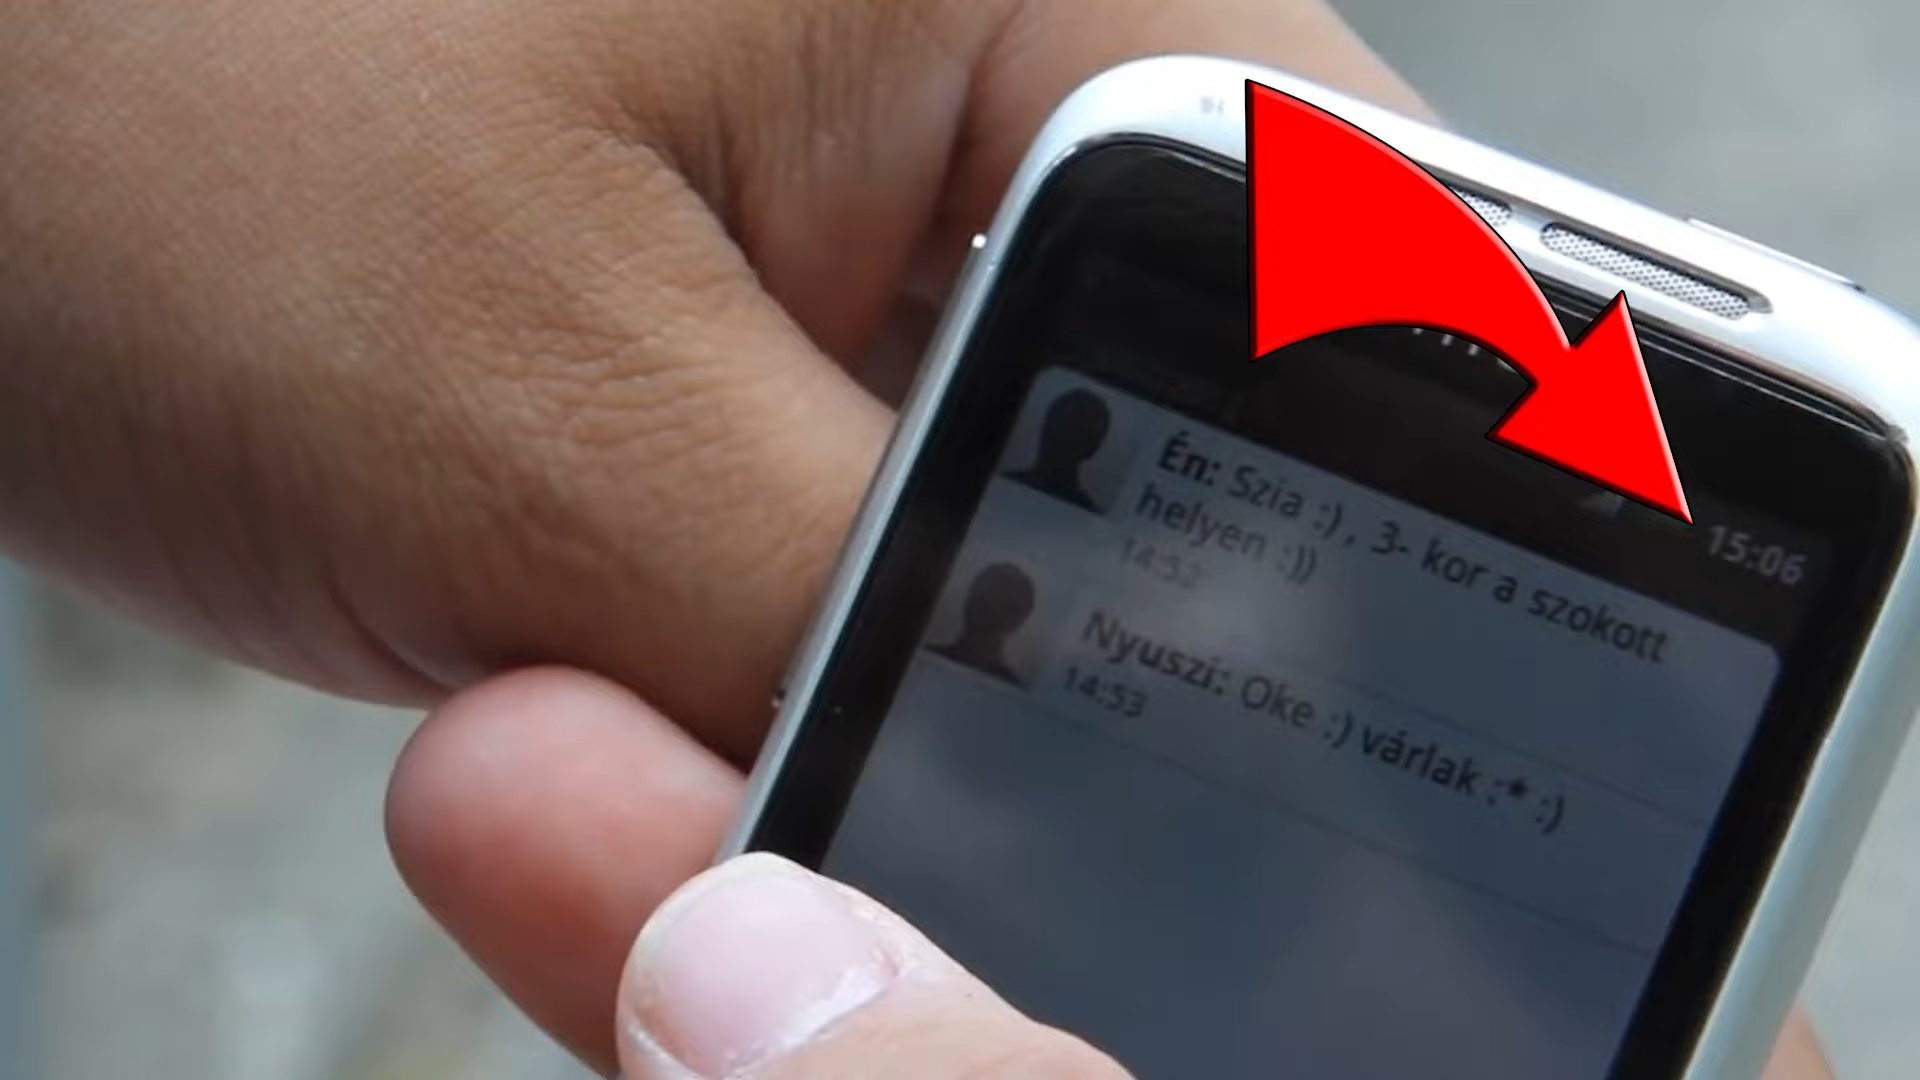 15:06
Én: Szia :) , 3- kor a szokott
helyen :))
14:52
Nyuszi: Oke :) várlak :* :)
14:53